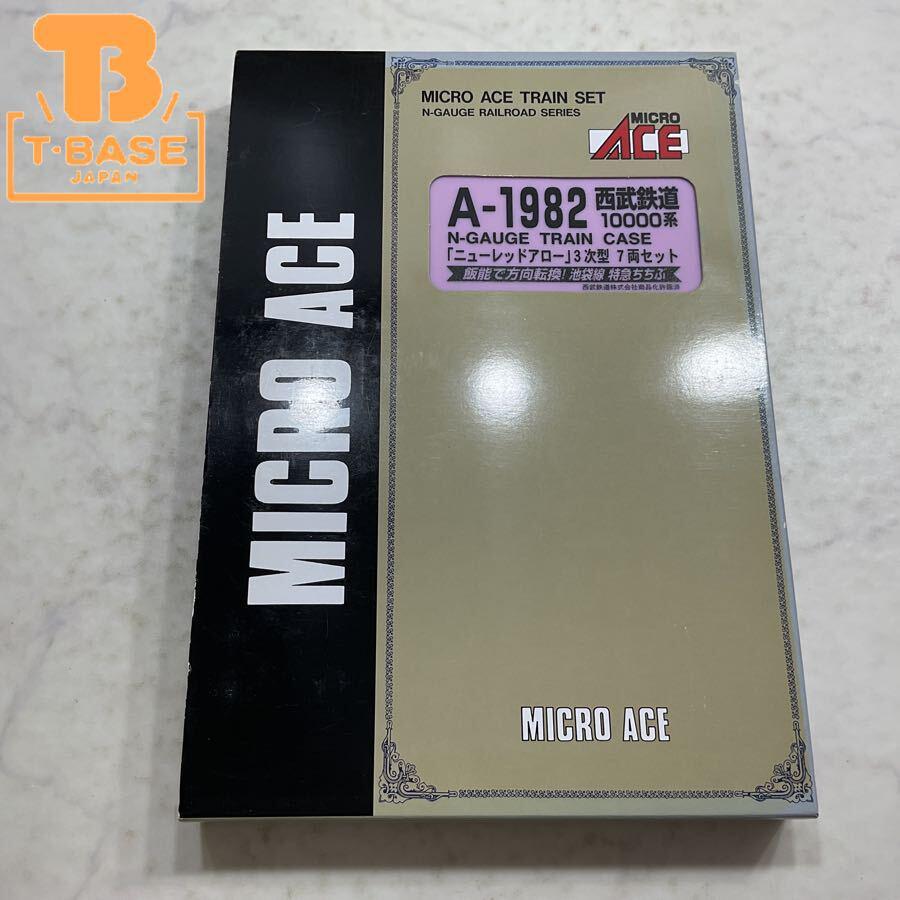 TB
T·BASE
JAPAN
MICRO ACE TRAIN SET
N-GAUGE RAILROAD SERIES
MICRO
ACE
A-1982 西武鉄道
10000系
N-GAUGE TRAIN CASE
「ニューレッドアロー」3次型 7両セット
飯能で方向転換！池袋線 特急ちちぶ
西武鉄道株式会社商品化許諾済
MICRO ACE
MICRO ACE